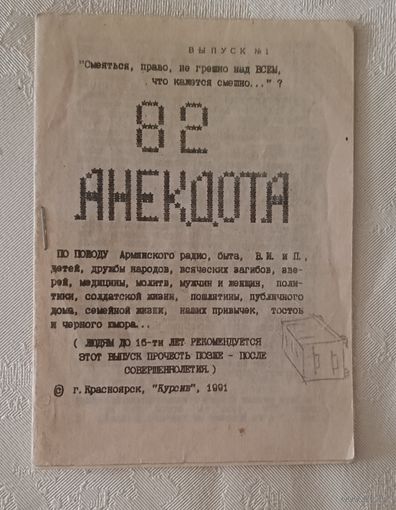 ВЫПУСК №1
"Смеяться, право, не грешно над ВСЕМ,
что кажется смешно..." ?
82
АНЕКДОТА
ПО ПОВОДУ Армянского радио, быта, В.И. и П.,
детей, дружбы народов, всяческих загибов, зве-
рей, медицины, молитв, мужчин и женщин, поли-
тики, солдатской жизни, пошлятины, публичного
дома, семейной жизни, наших привычек, тостов
и черного юмора...
( ЛЮДЯМ ДО 16-ти ЛЕТ РЕКОМЕНДУЕТСЯ
ЭТОТ ВЫПУСК ПРОЧЕСТЬ ПОЗЖЕ - ПОСЛЕ
СОВЕРШЕННОЛЕТИЯ.)
© г. Красноярск, "Курсив", 1991